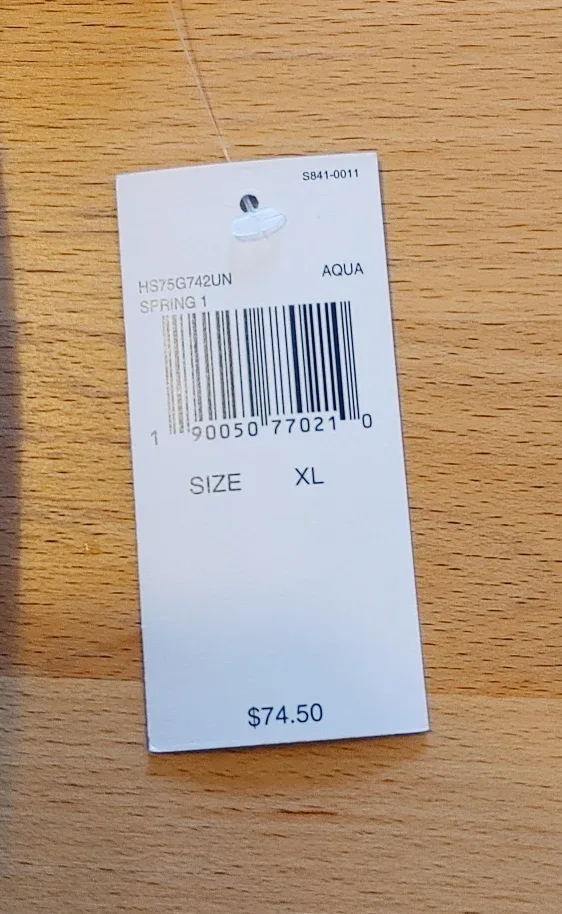 S841-0011
HS75G742UN AQUA
SPRING 1
1 90050 77021 0
SIZE XL
$74.50